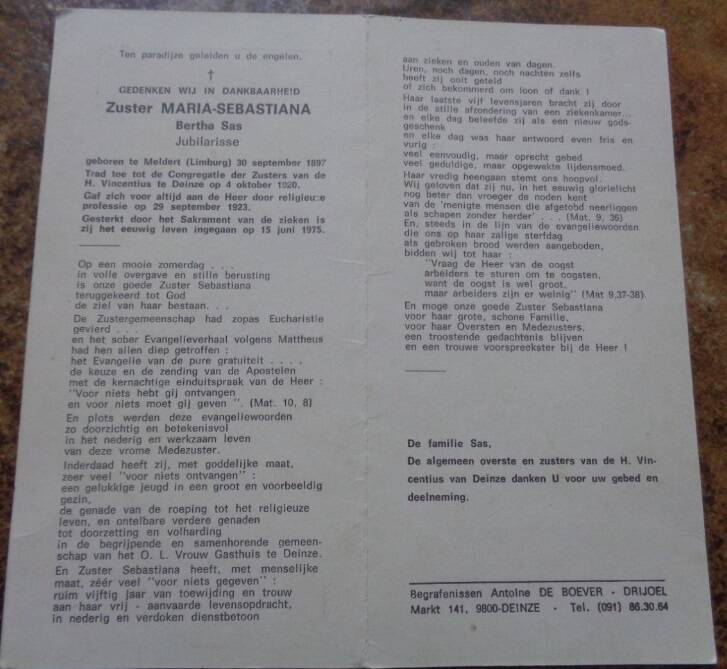 Ten paradijze geleiden u de engelen.
†
GEDENKEN WIJ IN DANKBAARHEID
Zuster MARIA-SEBASTIANA
Bertha Sas
Jubilarisse
geboren te Meldert (Limburg) 30 september 1897
Trad toe tot de Congregatie der Zusters van de
H. Vincentius te Deinze op 4 oktober 1920.
Gaf zich voor altijd aan de Heer door religieuze
professie op 29 september 1923.
Gesterkt door het Sakrament van de zieken is
zij het eeuwig leven ingegaan op 15 juni 1975.
Op een mooie zomerdag . . .
in volle overgave en stille berusting
is onze goede Zuster Sebastiana
teruggekeerd tot God
de ziel van haar bestaan. . .
De Zustergemeenschap had zopas Eucharistie
gevierd . . .
en het sober Evangelieverhaal volgens Mattheus
had hen allen diep getroffen :
het Evangelie van de pure gratuiteit . . . .
de keuze en de zending van de Apostelen
met de kernachtige einduitspraak van de Heer :
"Voor niets hebt gij ontvangen
en voor niets moet gij geven ". (Mat. 10, 8)
En plots werden deze evangeliewoorden
zo doorzichtig en betekenisvol
in het nederig en werkzaam leven
van deze vrome Medezuster.
Inderdaad heeft zij, met goddelijke maat,
zeer veel "voor niets ontvangen" :
een gelukkige jeugd in een groot en voorbeeldig
gezin,
de genade van de roeping tot het religieuze
leven, en ontelbare verdere genaden
tot doorzetting en volharding
in de begrijpende en samenhorende gemeen-
schap van het O. L. Vrouw Gasthuis te Deinze.
En Zuster Sebastiana heeft, met menselijke
maat, zéér veel "voor niets gegeven" :
ruim vijftig jaar van toewijding en trouw
aan haar vrij - aanvaarde levensopdracht,
in nederig en verdoken dienstbetoon
aan zieken en ouden van dagen.
Uren, noch dagen, noch nachten zelfs
heeft zij ooit geteld
of zich bekommerd om loon of dank !
Haar laatste vijf levensjaren bracht zij door
in de stille afzondering van een ziekenkamer...
en elke dag beleefde zij als een nieuw gods-
geschenk
en elke dag was haar antwoord even fris en
vurig :
veel eenvoudig, maar oprecht gebed
veel geduldige, maar opgewekte lijdensmoed.
Haar vredig heengaan stemt ons hoopvol.
Wij geloven dat zij nu, in het eeuwig glorielicht
nog beter dan vroeger de noden kent
van de 'menigte mensen die afgetobd neerliggen
als schapen zonder herder' . . . (Mat. 9, 36)
En, steeds in de lijn van de evangeliewoorden
die ons op haar zalige sterfdag
als gebroken brood werden aangeboden,
bidden wij tot haar :
"Vraag de Heer van de oogst
arbeiders te sturen om te oogsten,
want de oogst is wel groot,
maar arbeiders zijn er weinig" (Mat 9,37-38).
En moge onze goede Zuster Sebastiana
voor haar grote, schone Familie,
voor haar Oversten en Medezusters,
een troostende gedachtenis blijven
en een trouwe voorspreekster bij de Heer !
De familie Sas,
De algemeen overste en zusters van de H. Vin-
centius van Deinze danken U voor uw gebed en
deelneming.
Begrafenissen Antoine DE BOEVER - DRIJOEL
Markt 141, 9800-DEINZE - Tel. (091) 86.30.64